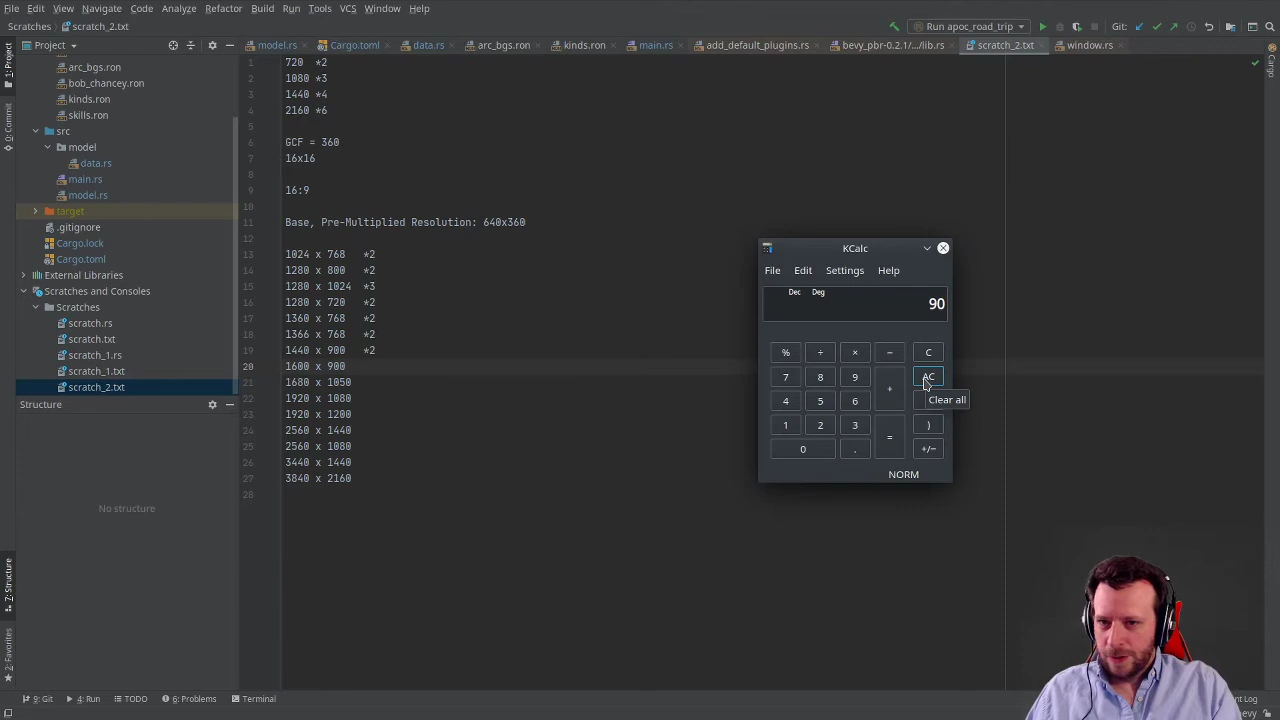 File Edit View Navigate Code Analyze Refactor Build Run Tools VCS Window Help
Scratches scratch_2.txt
Run apoc_road_trip
Git:
Project
model.rs
Cargo.toml
data.rs
arc_bgs.ron
kinds.ron
main.rs
add_default_plugins.rs
bevy_pbr-0.2.1/.../lib.rs
scratch_2.txt
window.rs
1: Project
Commit
Z: Structure
2: Favorites
Cargo
arc_bgs.ron
bob_chancey.ron
kinds.ron
skills.ron
src
model
data.rs
main.rs
model.rs
target
.gitignore
Cargo.lock
Cargo.toml
External Libraries
Scratches and Consoles
Scratches
scratch.rs
scratch.txt
scratch_1.rs
scratch_1.txt
scratch_2.txt
Structure
No structure
1 720 *2
2 1080 *3
3 1440 *4
4 2160 *6
5
6 GCF = 360
7 16x16
8
9 16:9
10
11 Base, Pre-Multiplied Resolution: 640x360
12
13 1024 x 768 *2
14 1280 x 800 *2
15 1280 x 1024 *3
16 1280 x 720 *2
17 1360 x 768 *2
18 1366 x 768 *2
19 1440 x 900 *2
20 1600 x 900
21 1680 x 1050
22 1920 x 1080
23 1920 x 1200
24 2560 x 1440
25 2560 x 1080
26 3440 x 1440
27 3840 x 2160
28
KCalc
File Edit Settings Help
Dec Deg
90
% ÷ × − C
7 8 9 + AC
4 5 6
Clear all
1 2 3 = )
0 . +/−
NORM
9: Git
4: Run
TODO
6: Problems
Terminal